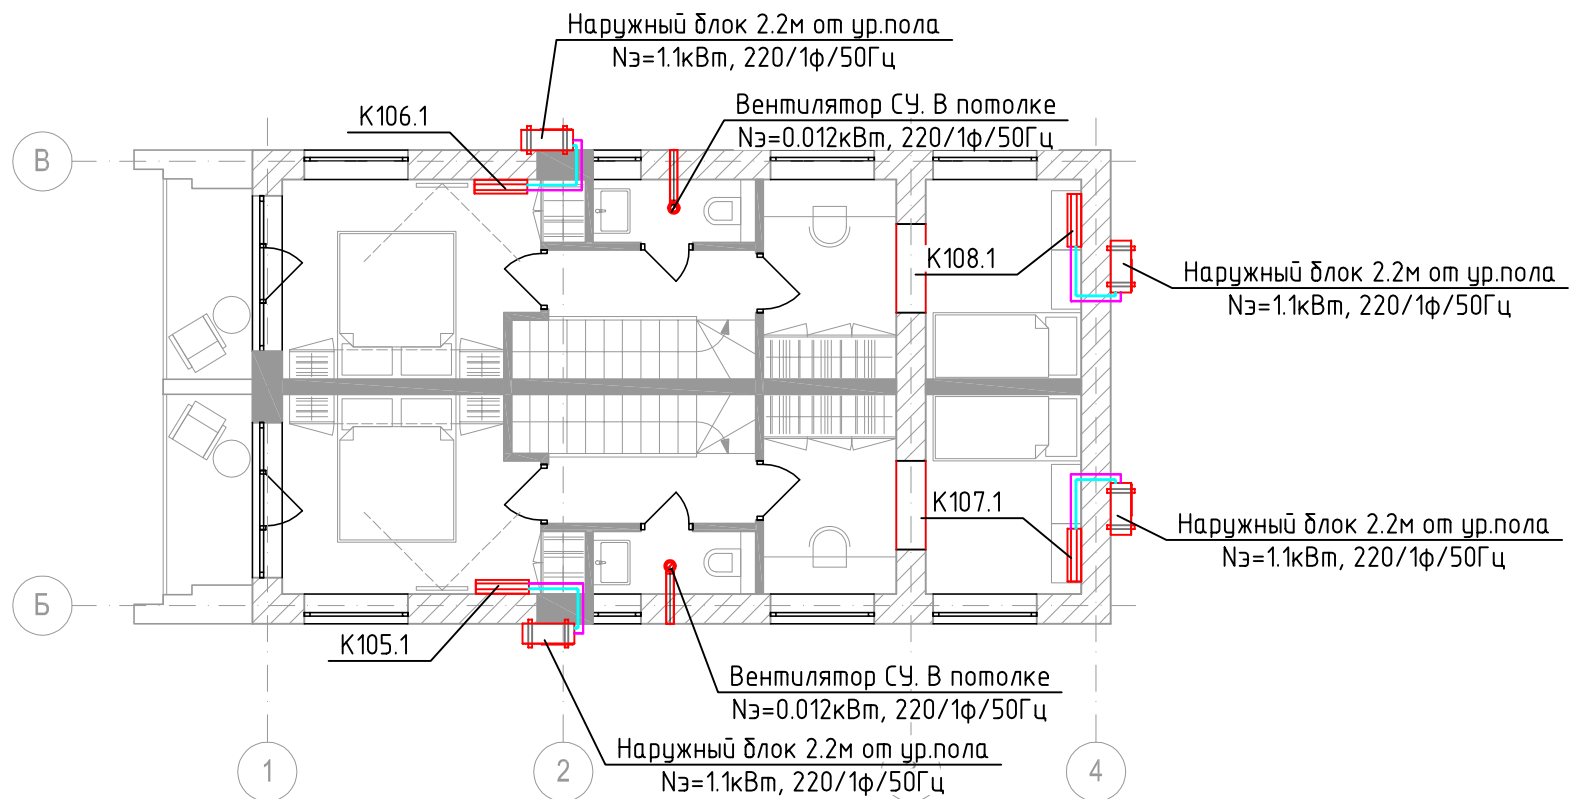 Наружный блок 2.2м от ур.пола
Nэ=1.1кВт, 220/1ф/50Гц
К106.1
Вентилятор СУ. В потолке
Nэ=0.012кВт, 220/1ф/50Гц
В
К108.1
Наружный блок 2.2м от ур.пола
Nэ=1.1кВт, 220/1ф/50Гц
К107.1
Наружный блок 2.2м от ур.пола
Nэ=1.1кВт, 220/1ф/50Гц
Б
К105.1
Вентилятор СУ. В потолке
Nэ=0.012кВт, 220/1ф/50Гц
Наружный блок 2.2м от ур.пола
Nэ=1.1кВт, 220/1ф/50Гц
1
2
4